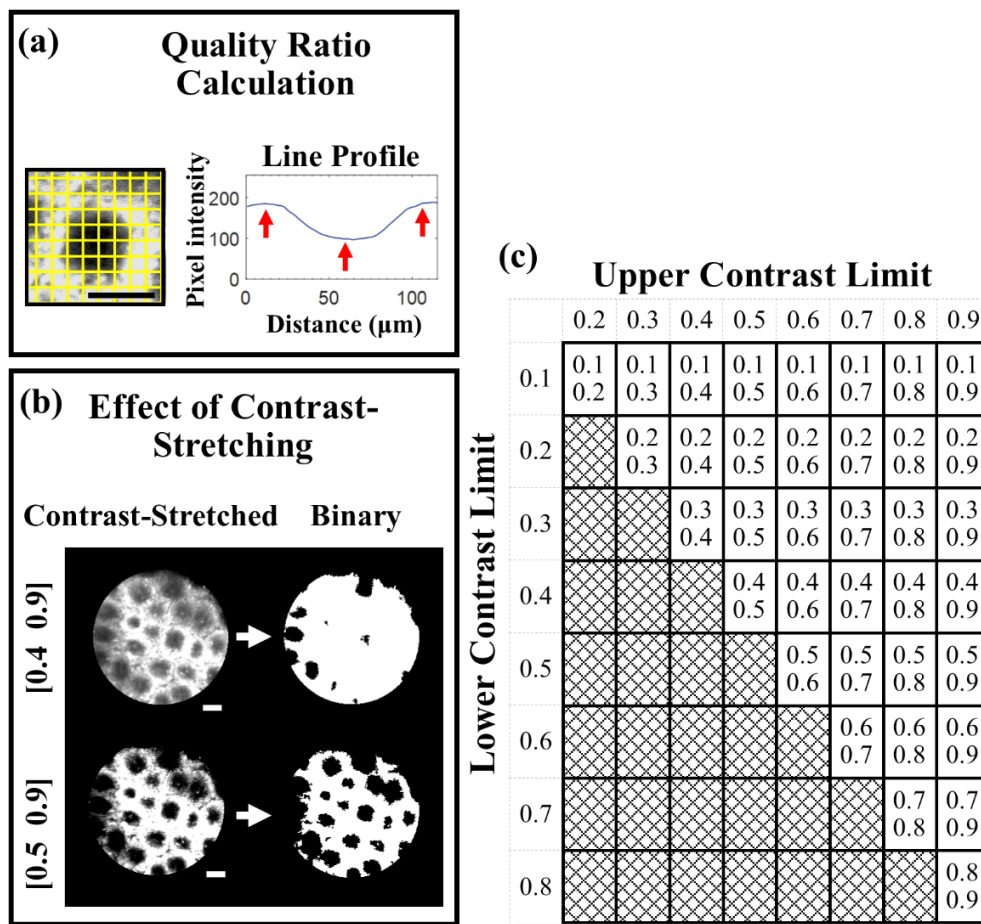 (a)
Quality Ratio
Calculation
Line Profile
Pixel intensity
200
100
0
0
50
100
Distance (μm)
(b)
Effect of Contrast-
Stretching
Contrast-Stretched
Binary
[0.4 0.9]
[0.5 0.9]
(c)
Upper Contrast Limit
0.2 0.3 0.4 0.5 0.6 0.7 0.8 0.9
Lower Contrast Limit
0.1
0.1 0.1 0.1 0.1 0.1 0.1 0.1 0.1
0.2 0.3 0.4 0.5 0.6 0.7 0.8 0.9
0.2
0.2 0.2 0.2 0.2 0.2 0.2 0.2
0.3 0.4 0.5 0.6 0.7 0.8 0.9
0.3
0.3 0.3 0.3 0.3 0.3 0.3
0.4 0.5 0.6 0.7 0.8 0.9
0.4
0.4 0.4 0.4 0.4 0.4
0.5 0.6 0.7 0.8 0.9
0.5
0.5 0.5 0.5 0.5
0.6 0.7 0.8 0.9
0.6
0.6 0.6 0.6
0.7 0.8 0.9
0.7
0.7 0.7
0.8 0.9
0.8
0.8
0.9